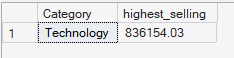 Category highest_selling
1 Technology 836154.03